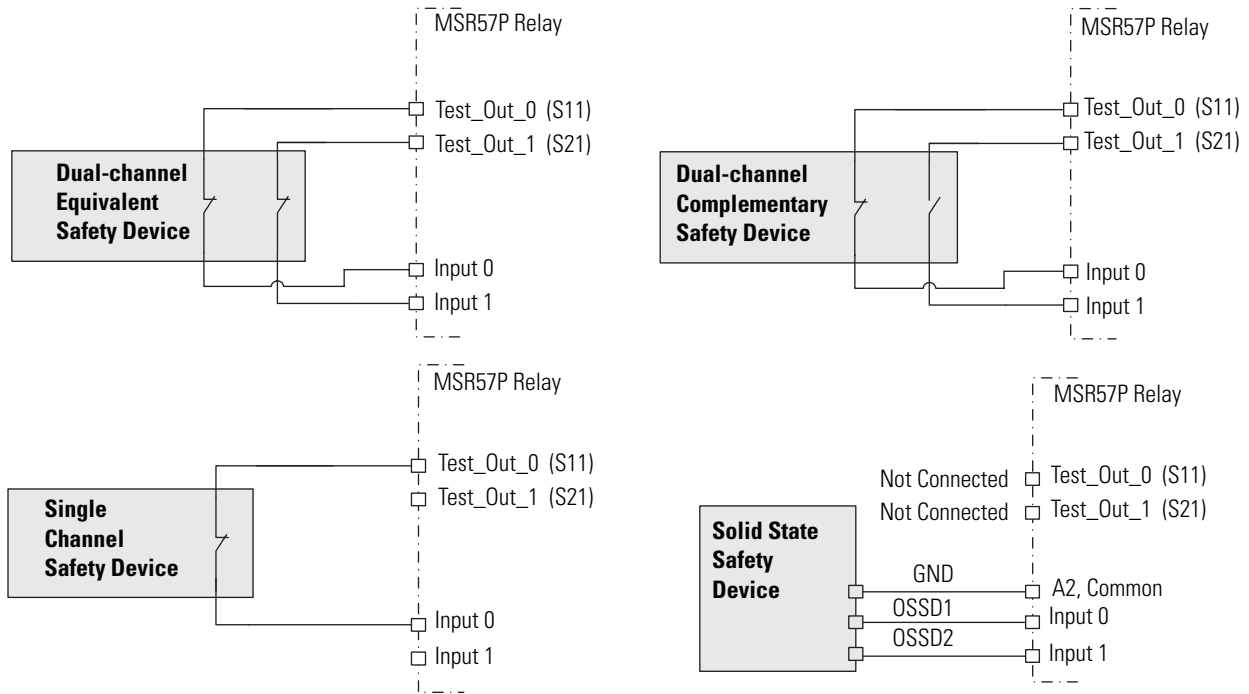 MSR57P Relay
Test_Out_0 (S11)
Test_Out_1 (S21)
Dual-channel
Equivalent
Safety Device
Input 0
Input 1
MSR57P Relay
Test_Out_0 (S11)
Test_Out_1 (S21)
Dual-channel
Complementary
Safety Device
Input 0
Input 1
MSR57P Relay
Test_Out_0 (S11)
Test_Out_1 (S21)
Single
Channel
Safety Device
Input 0
Input 1
MSR57P Relay
Not Connected Test_Out_0 (S11)
Not Connected Test_Out_1 (S21)
Solid State
Safety
Device
GND A2, Common
OSSD1 Input 0
OSSD2 Input 1